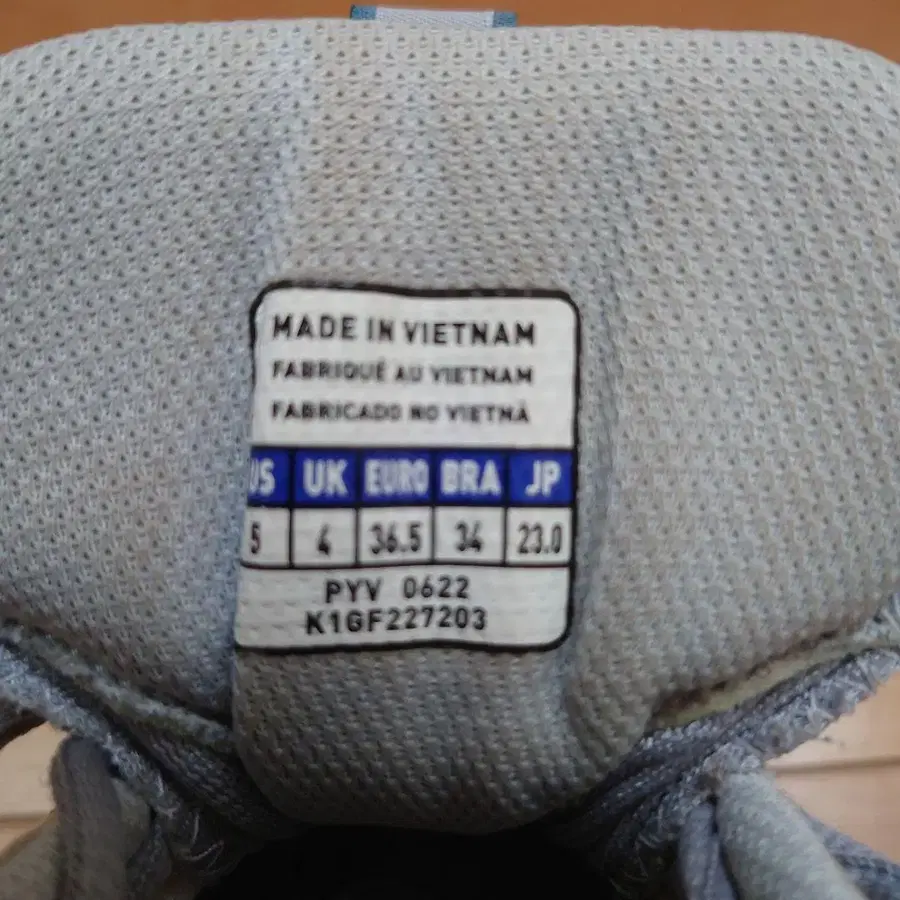 MADE IN VIETNAM
FABRIQUÉ AU VIETNAM
FABRICADO NO VIETNÃ
US UK EURO BRA JP
5 4 36.5 34 23.0
PYV 0622
K1GF227203